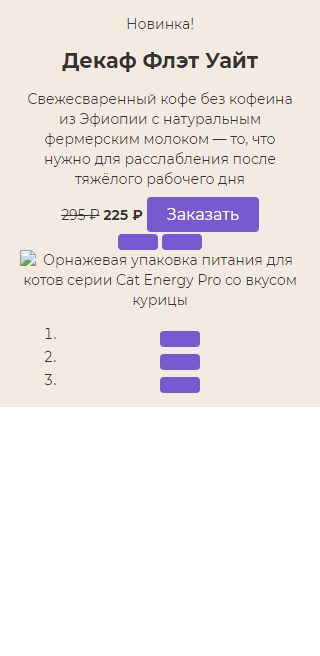 Новинка!
Декаф Флэт Уайт
Свежесваренный кофе без кофеина
из Эфиопии с натуральным
фермерским молоком — то, что
нужно для расслабления после
тяжёлого рабочего дня
295 ₽ 225 ₽ Заказать
Орнажевая упаковка питания для
котов серии Cat Energy Pro со вкусом
курицы
1.
2.
3.